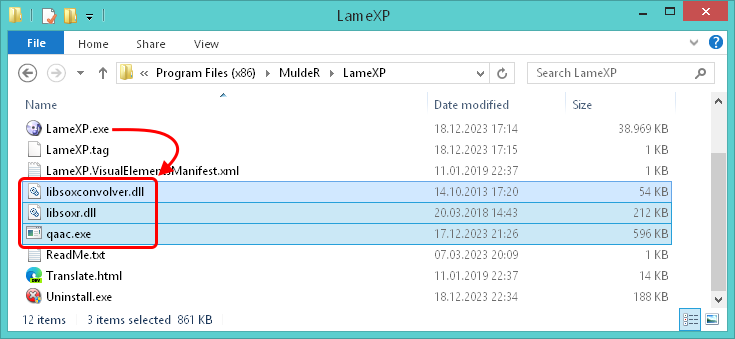 LameXP
File Home Share View
« Program Files (x86) MuldeR LameXP Search LameXP
Name Date modified Size
LameXP.exe 18.12.2023 17:14 38.969 KB
LameXP.tag 18.12.2023 17:15 1 KB
LameXP.VisualElementsManifest.xml 11.01.2019 22:37 1 KB
libsoxconvolver.dll 14.10.2013 17:20 54 KB
libsoxr.dll 20.03.2018 14:43 212 KB
qaac.exe 17.12.2023 21:26 596 KB
ReadMe.txt 07.03.2023 20:09 1 KB
Translate.html 11.01.2019 22:37 14 KB
Uninstall.exe 18.12.2023 22:34 188 KB
12 items 3 items selected 861 KB